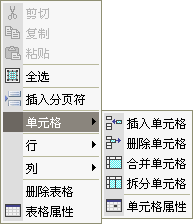 剪切
复制
粘贴
全选
插入分页符
单元格
行
列
删除表格
表格属性
插入单元格
删除单元格
合并单元格
拆分单元格
单元格属性